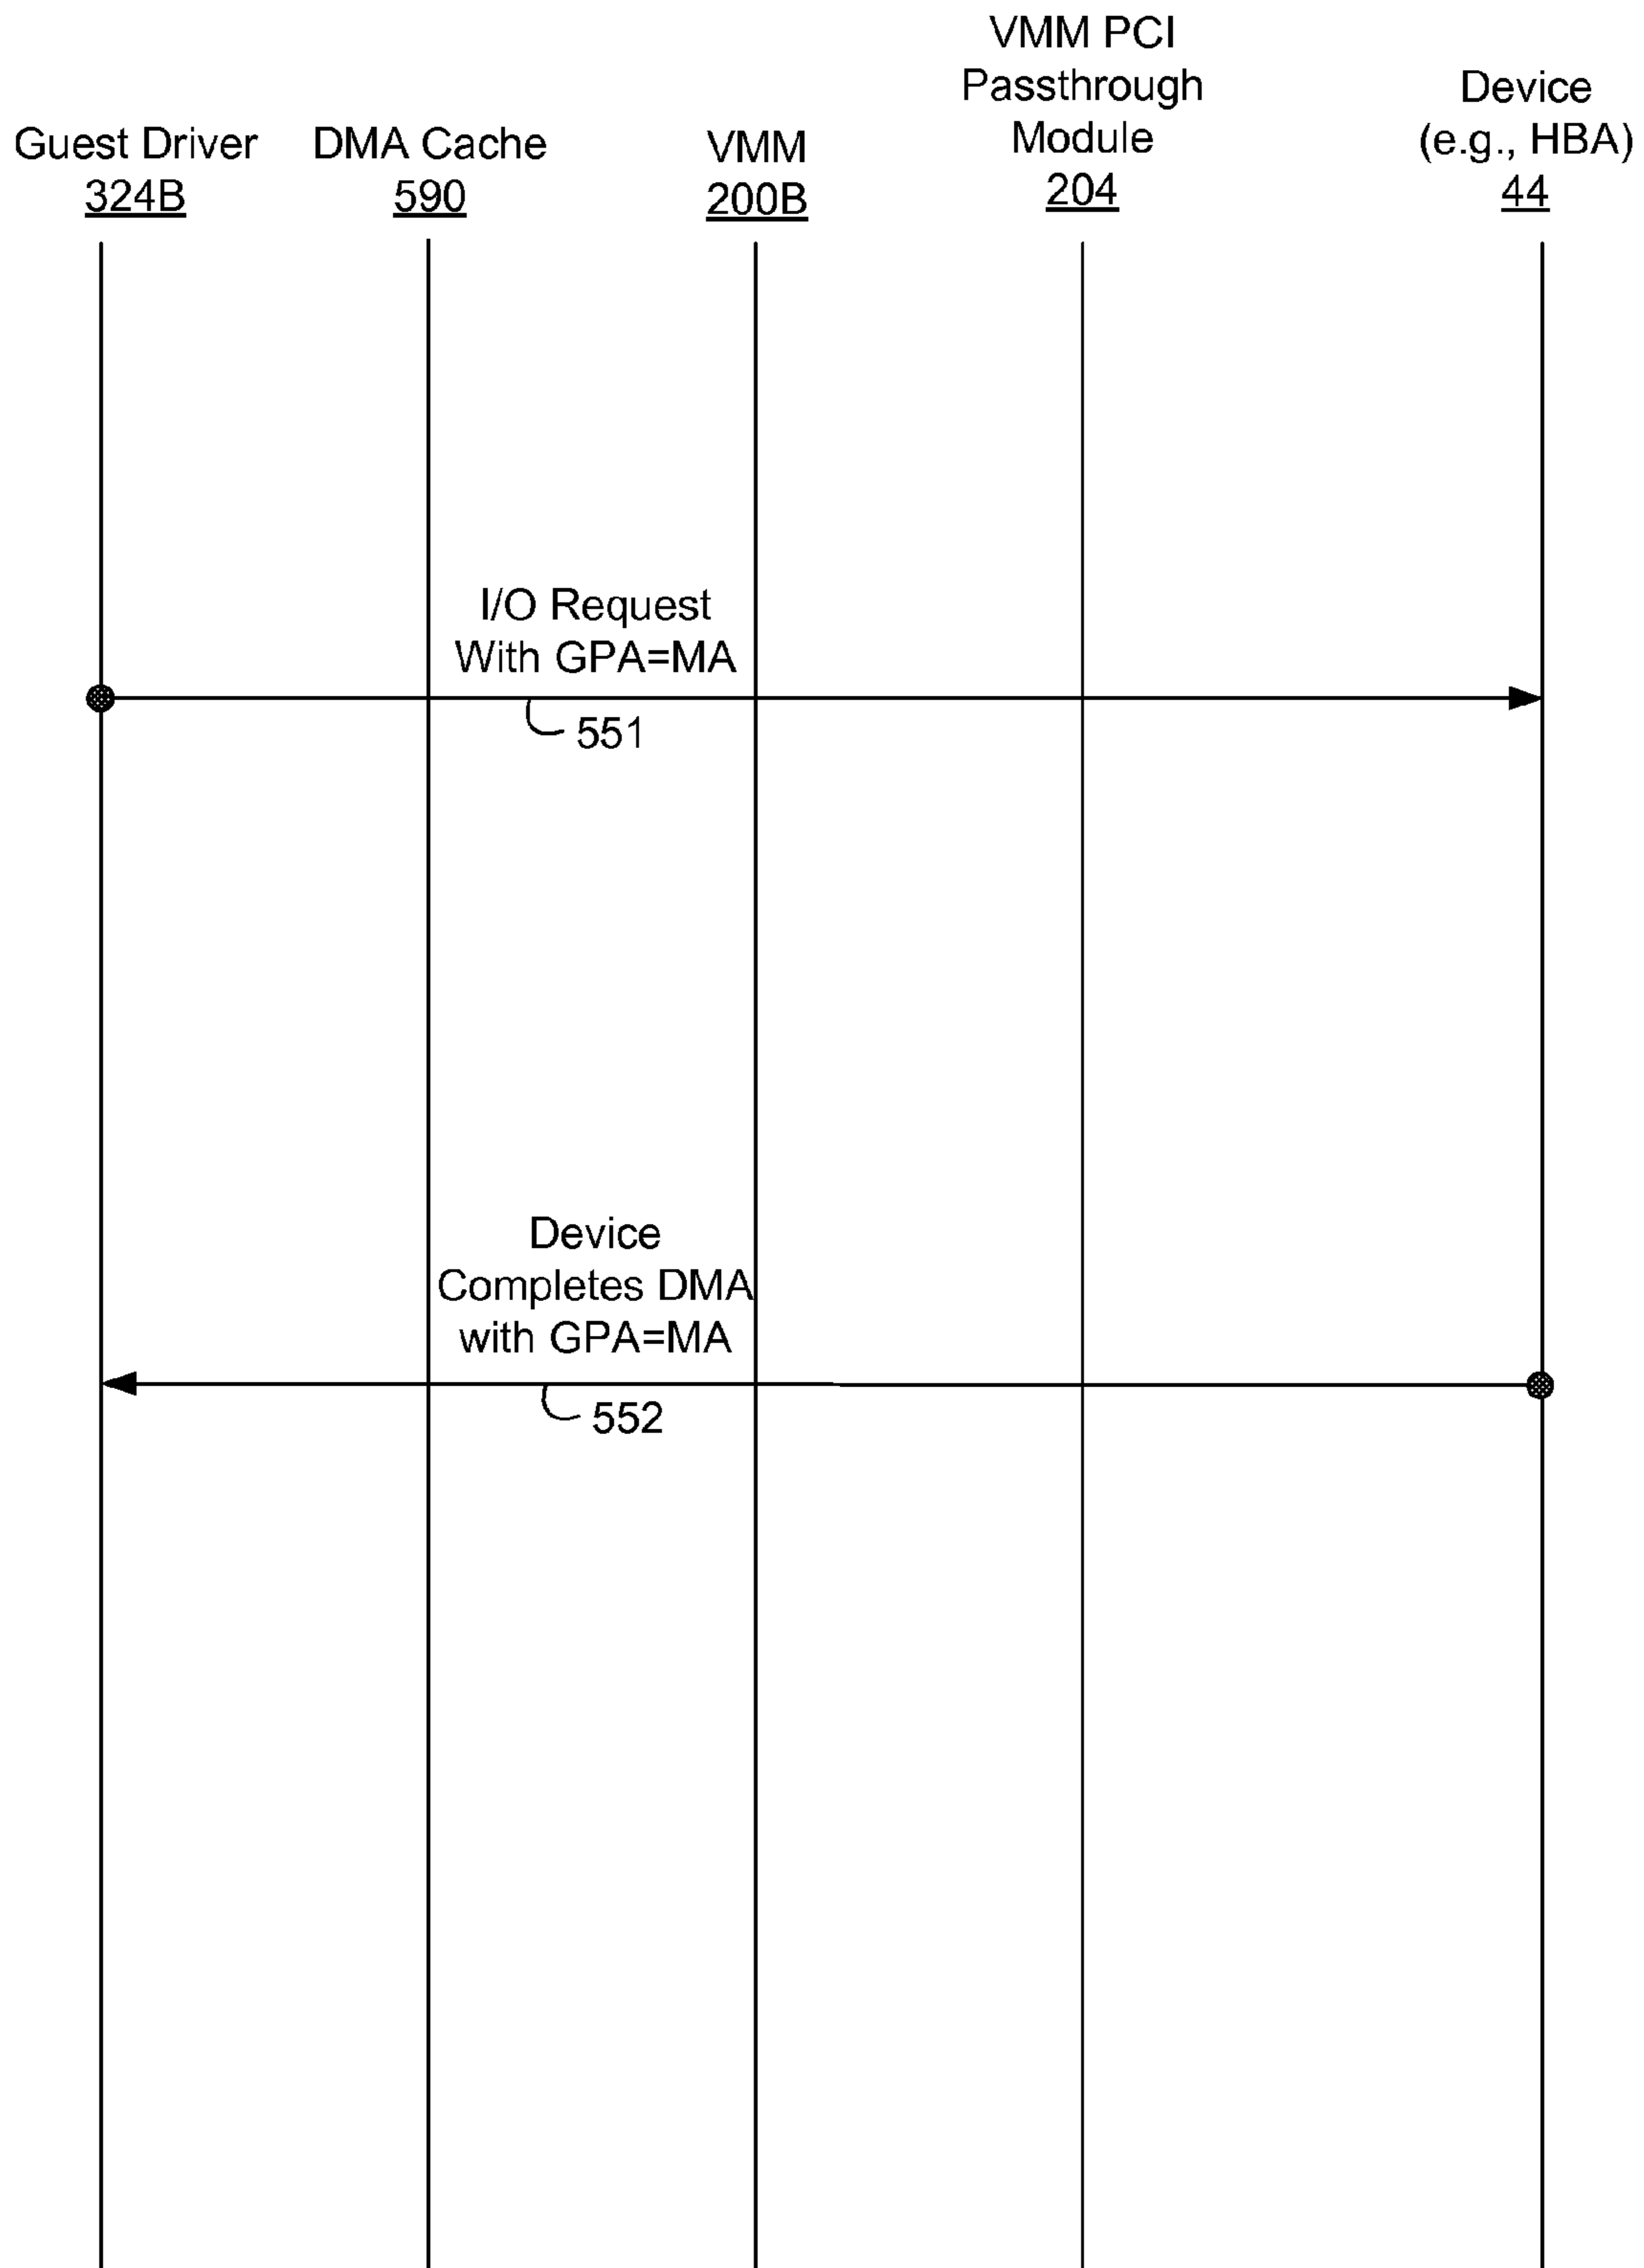 Guest Driver
324B
DMA Cache
590
VMM
200B
VMM PCI
Passthrough
Module
204
Device
(e.g., HBA)
44
I/O Request
With GPA=MA
551
Device
Completes DMA
with GPA=MA
552